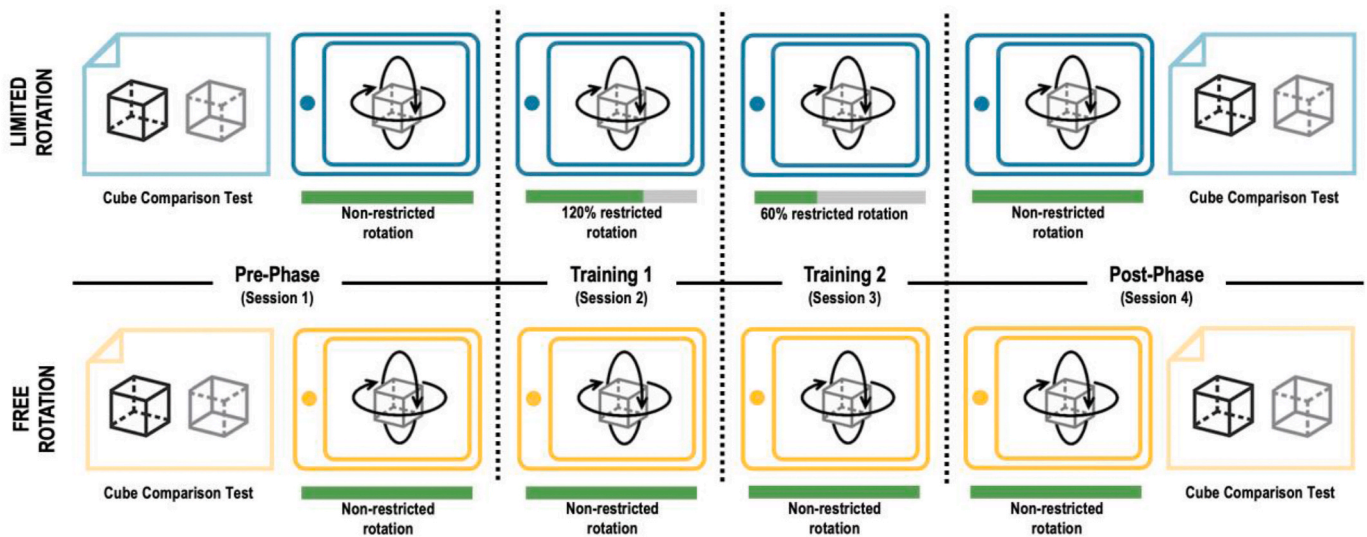 LIMITED
ROTATION
Cube Comparison Test
Non-restricted
rotation
120% restricted
rotation
60% restricted rotation
Non-restricted
rotation
Cube Comparison Test
Pre-Phase
(Session 1)
Training 1
(Session 2)
Training 2
(Session 3)
Post-Phase
(Session 4)
FREE
ROTATION
Cube Comparison Test
Non-restricted
rotation
Non-restricted
rotation
Non-restricted
rotation
Non-restricted
rotation
Cube Comparison Test